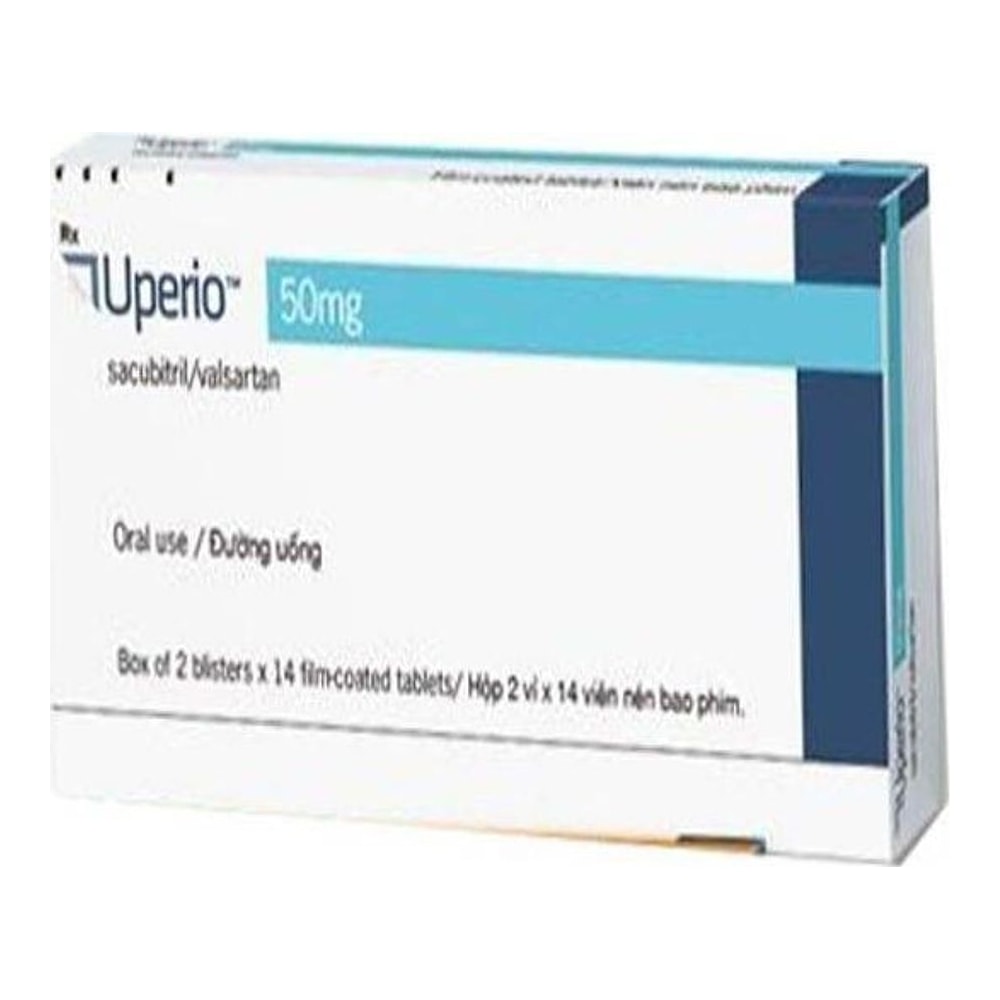 Uperio
Rx
Uperio™ 50mg
sacubitril/valsartan
Oral use / Đường uống
Box of 2 blisters x 14 film-coated tablets/ Hộp 2 vỉ x 14 viên nén bao phim.
Uperio